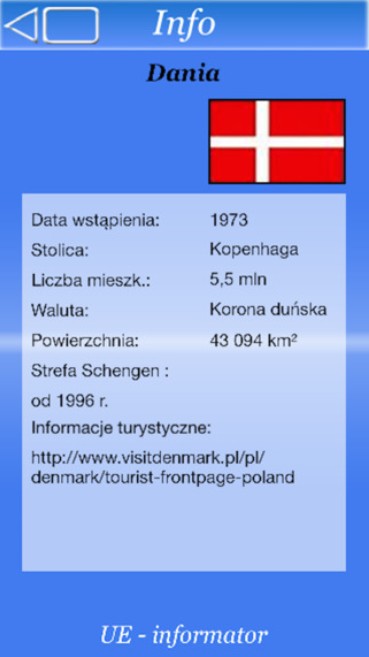 Info
Dania
Data wstąpienia: 1973
Stolica: Kopenhaga
Liczba mieszk.: 5,5 mln
Waluta: Korona duńska
Powierzchnia: 43 094 km²
Strefa Schengen :
od 1996 r.
Informacje turystyczne:
http://www.visitdenmark.pl/pl/
denmark/tourist-frontpage-poland
UE - informator